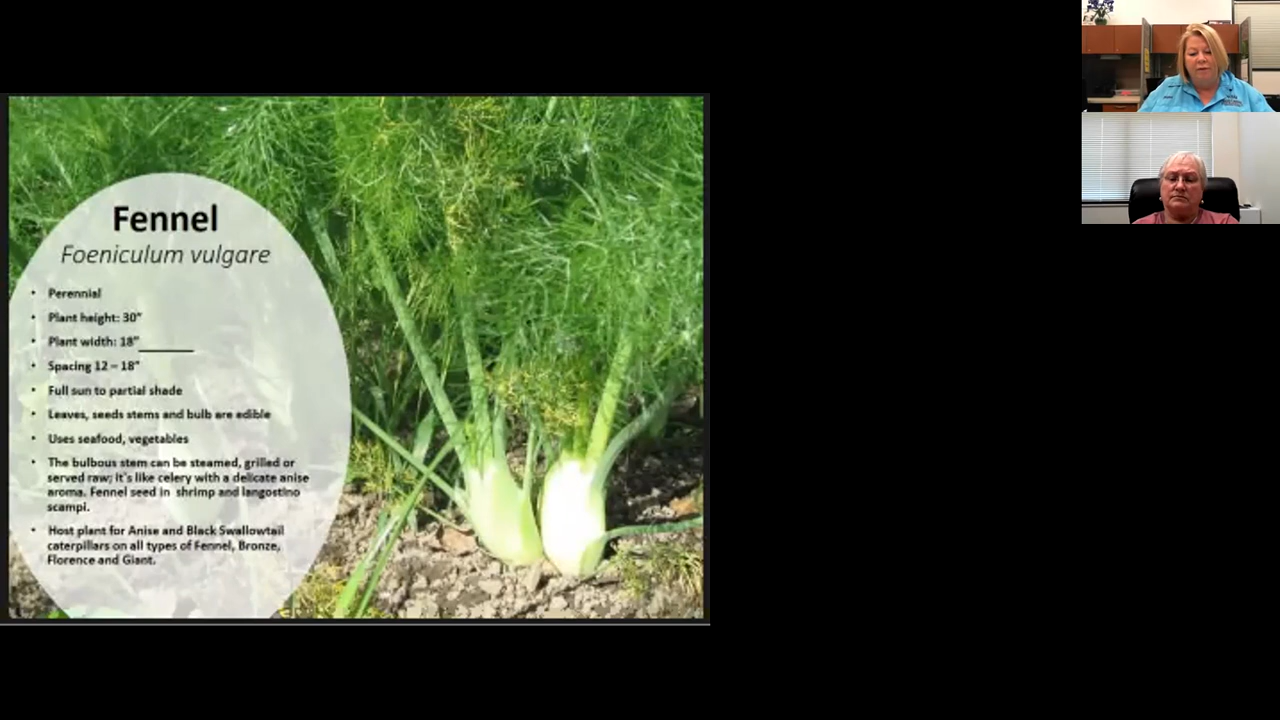 Fennel
Foeniculum vulgare
• Perennial
• Plant height: 30"
• Plant width: 18"
• Spacing 12 – 18"
• Full sun to partial shade
• Leaves, seeds stems and bulb are edible
• Uses seafood, vegetables
• The bulbous stem can be steamed, grilled or
served raw; it's like celery with a delicate anise
aroma. Fennel seed in shrimp and langostino
scampi.
• Host plant for Anise and Black Swallowtail
caterpillars on all types of Fennel, Bronze,
Florence and Giant.